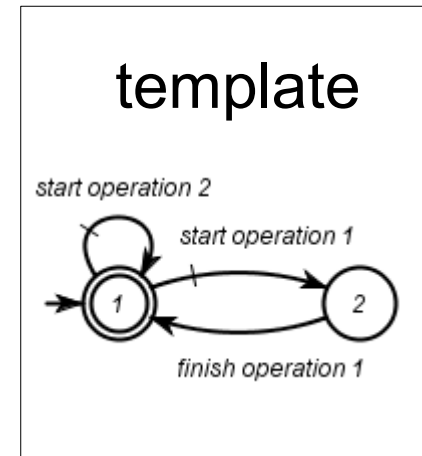 template
start operation 2
start operation 1
1
2
finish operation 1